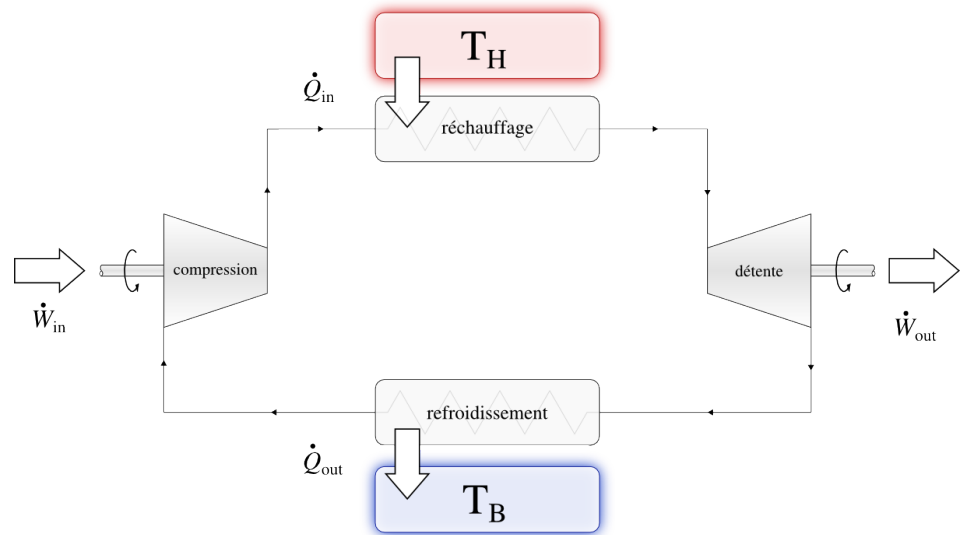 T_H
Q̇_in
réchauffage
compression
détente
Ẇ_in
Ẇ_out
refroidissement
Q̇_out
T_B